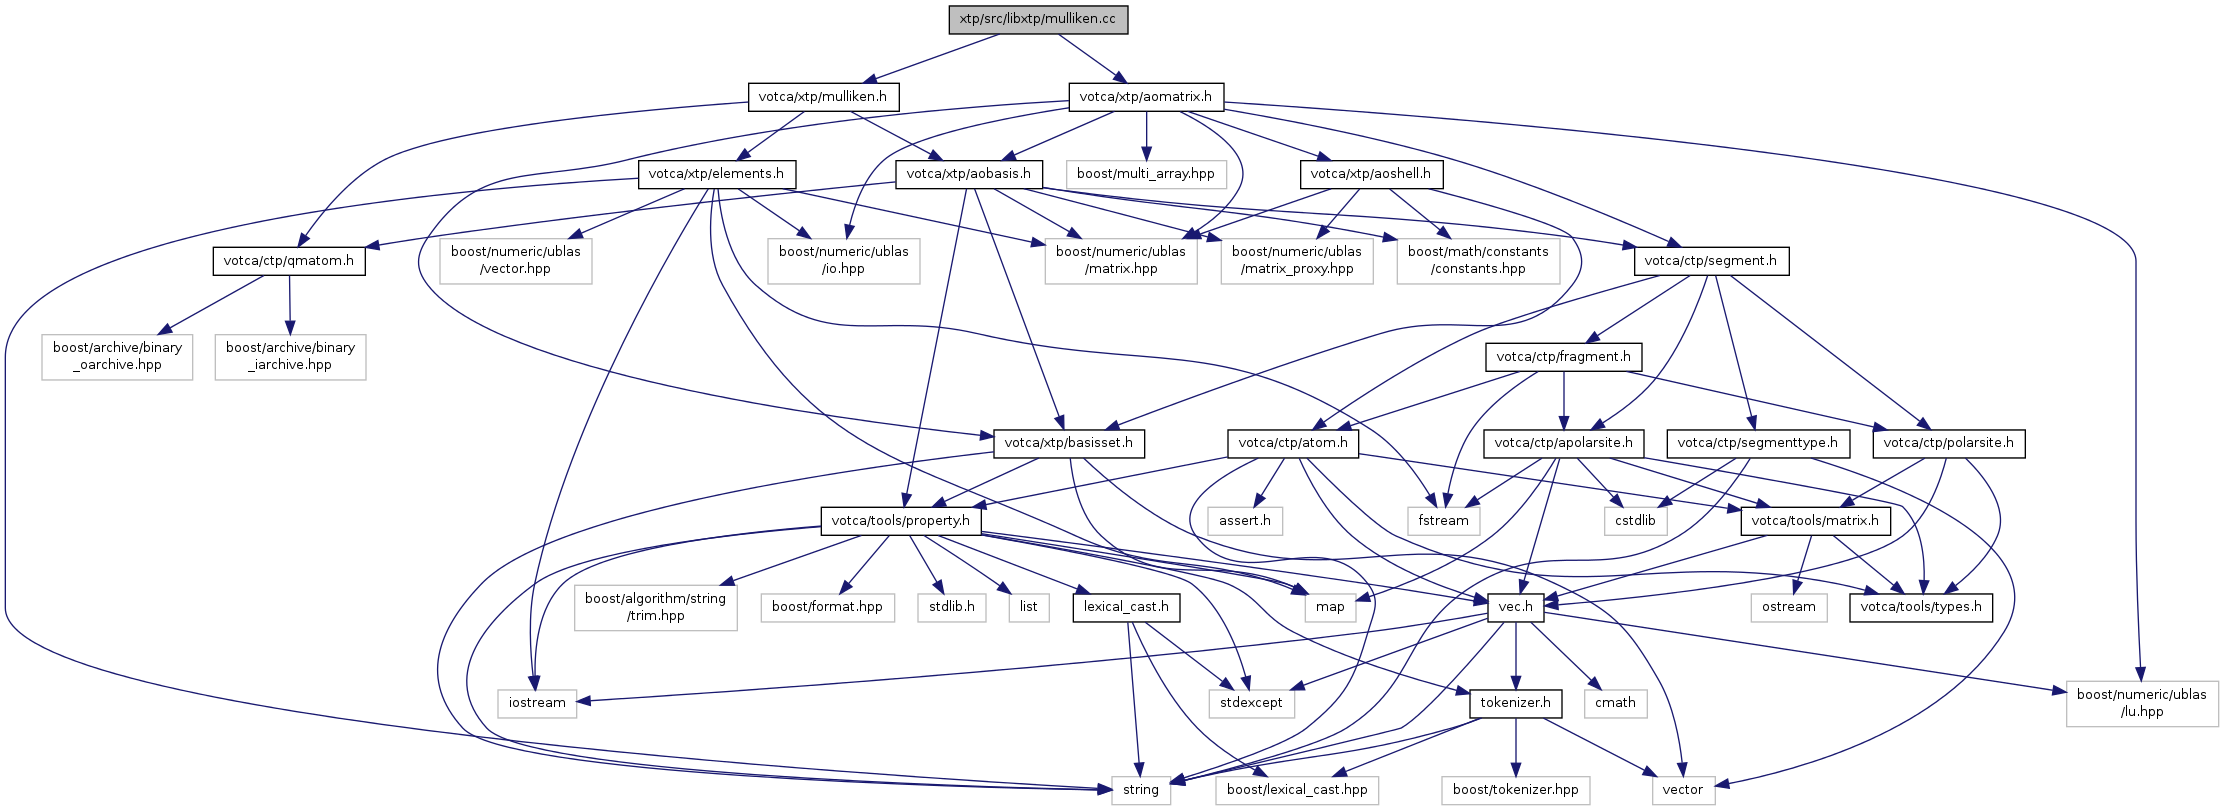 xtp/src/libxtp/mulliken.cc
votca/xtp/mulliken.h
votca/xtp/aomatrix.h
votca/xtp/elements.h
votca/xtp/aobasis.h
boost/multi_array.hpp
votca/xtp/aoshell.h
votca/ctp/qmatom.h
boost/numeric/ublas
/vector.hpp
boost/numeric/ublas
/io.hpp
boost/numeric/ublas
/matrix.hpp
boost/numeric/ublas
/matrix_proxy.hpp
boost/math/constants
/constants.hpp
votca/ctp/segment.h
boost/archive/binary
_oarchive.hpp
boost/archive/binary
_iarchive.hpp
votca/ctp/fragment.h
votca/xtp/basisset.h
votca/ctp/atom.h
votca/ctp/apolarsite.h
votca/ctp/segmenttype.h
votca/ctp/polarsite.h
votca/tools/property.h
assert.h
fstream
cstdlib
votca/tools/matrix.h
boost/algorithm/string
/trim.hpp
boost/format.hpp
stdlib.h
list
lexical_cast.h
map
vec.h
ostream
votca/tools/types.h
iostream
stdexcept
tokenizer.h
cmath
boost/numeric/ublas
/lu.hpp
string
boost/lexical_cast.hpp
boost/tokenizer.hpp
vector